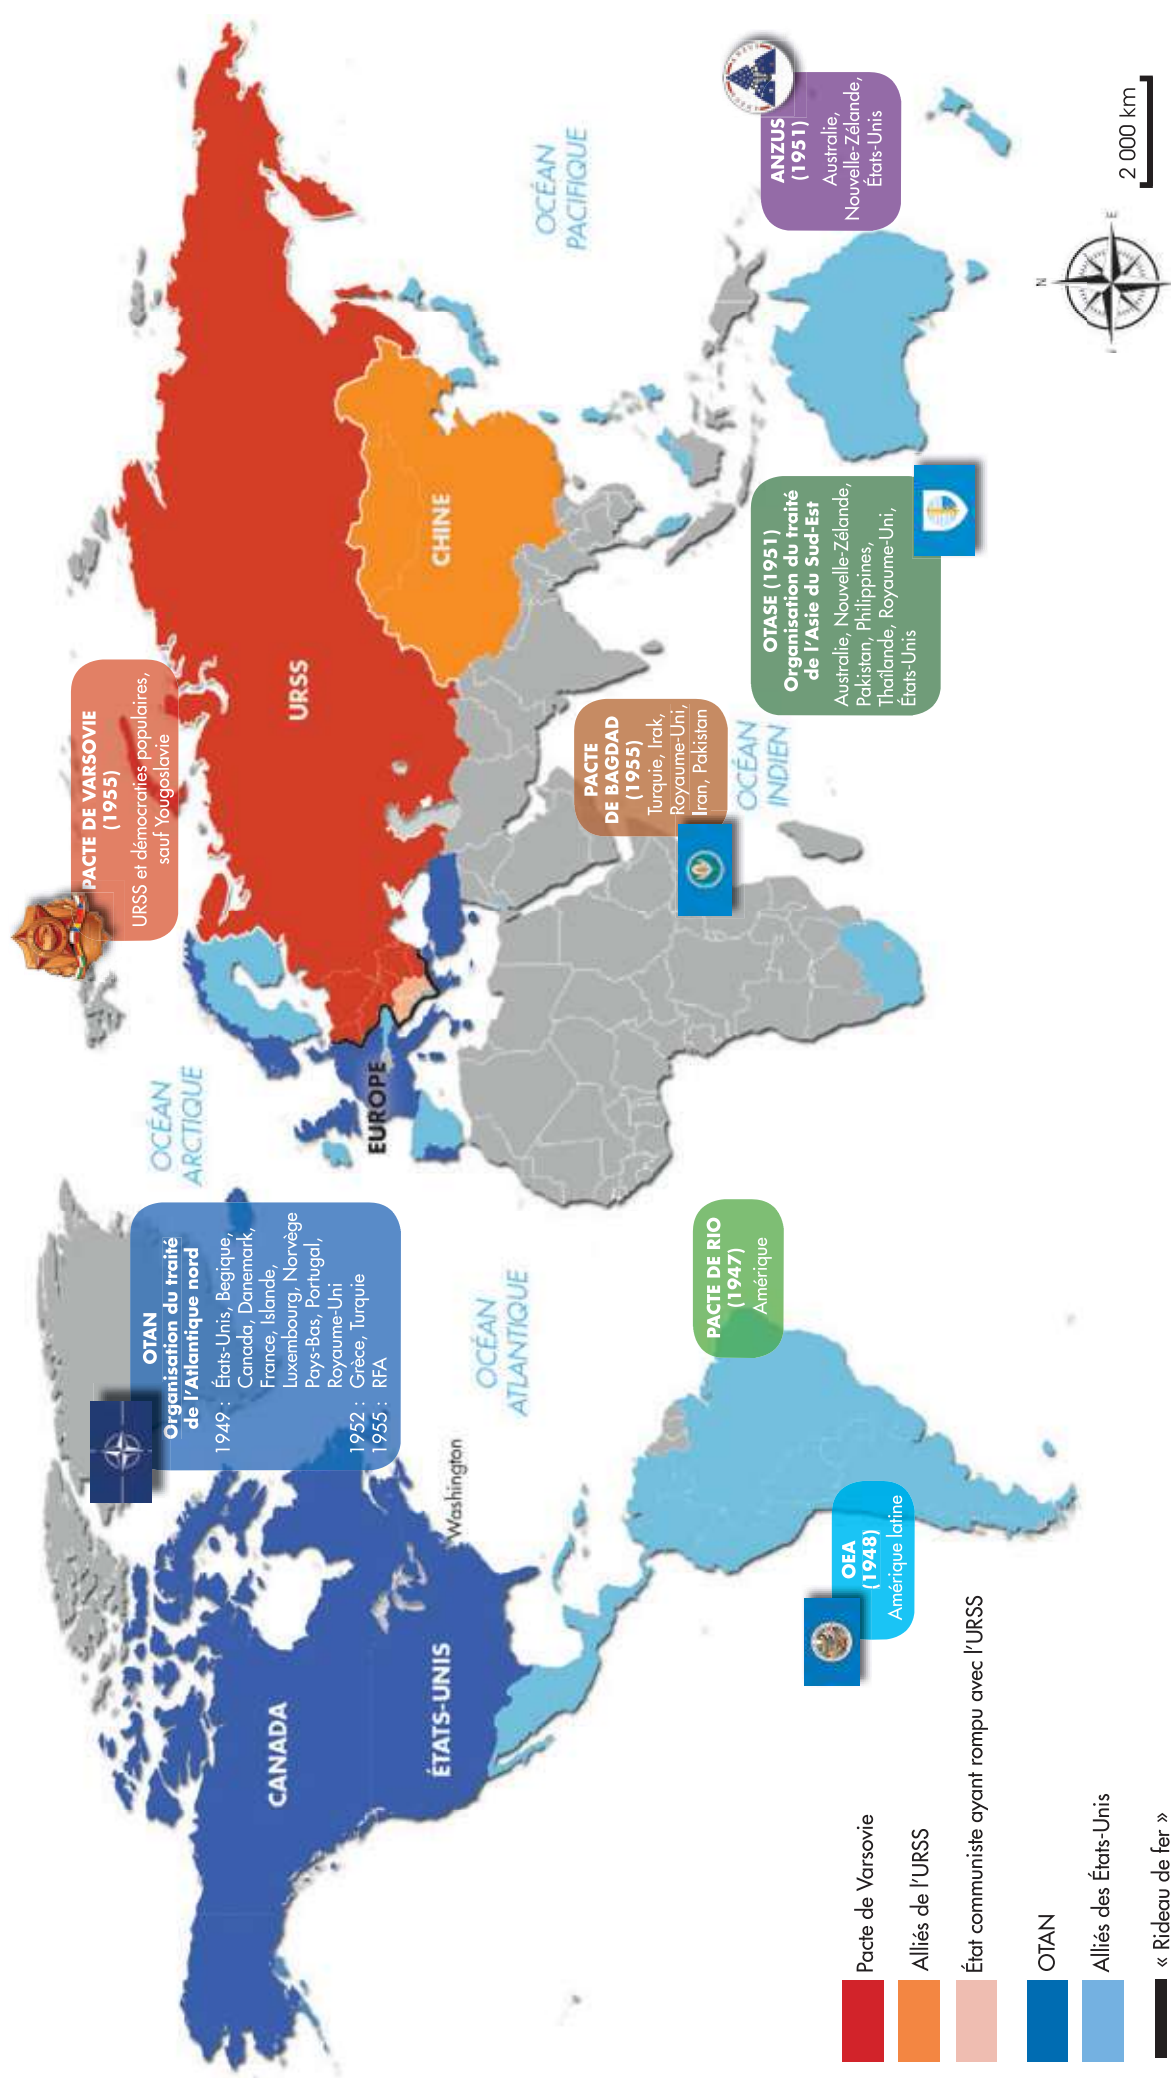 PACTE DE VARSOVIE
(1955)
URSS et démocraties populaires,
sauf Yougoslavie
OTAN
Organisation du traité
de l'Atlantique nord
1949 : États-Unis, Begique,
Canada, Danemark,
France, Islande,
Luxembourg, Norvège
Pays-Bas, Portugal,
Royaume-Uni
1952 : Grèce, Turquie
1955 : RFA
OCÉAN
ARCTIQUE
CANADA
ÉTATS-UNIS
Washington
EUROPE
URSS
CHINE
OCÉAN
PACIFIQUE
OCÉAN
ATLANTIQUE
PACTE
DE BAGDAD
(1955)
Turquie, Irak,
Royaume-Uni,
Iran, Pakistan
OCÉAN
INDIEN
PACTE DE RIO
(1947)
Amérique
OEA
(1948)
Amérique latine
OTASE (1951)
Organisation du traité
de l'Asie du Sud-Est
Australie, Nouvelle-Zélande,
Pakistan, Philippines,
Thaïlande, Royaume-Uni,
États-Unis
ANZUS
(1951)
Australie,
Nouvelle-Zélande,
États-Unis
Pacte de Varsovie
Alliés de l'URSS
État communiste ayant rompu avec l'URSS
OTAN
Alliés des États-Unis
« Rideau de fer »
N
E
2 000 km